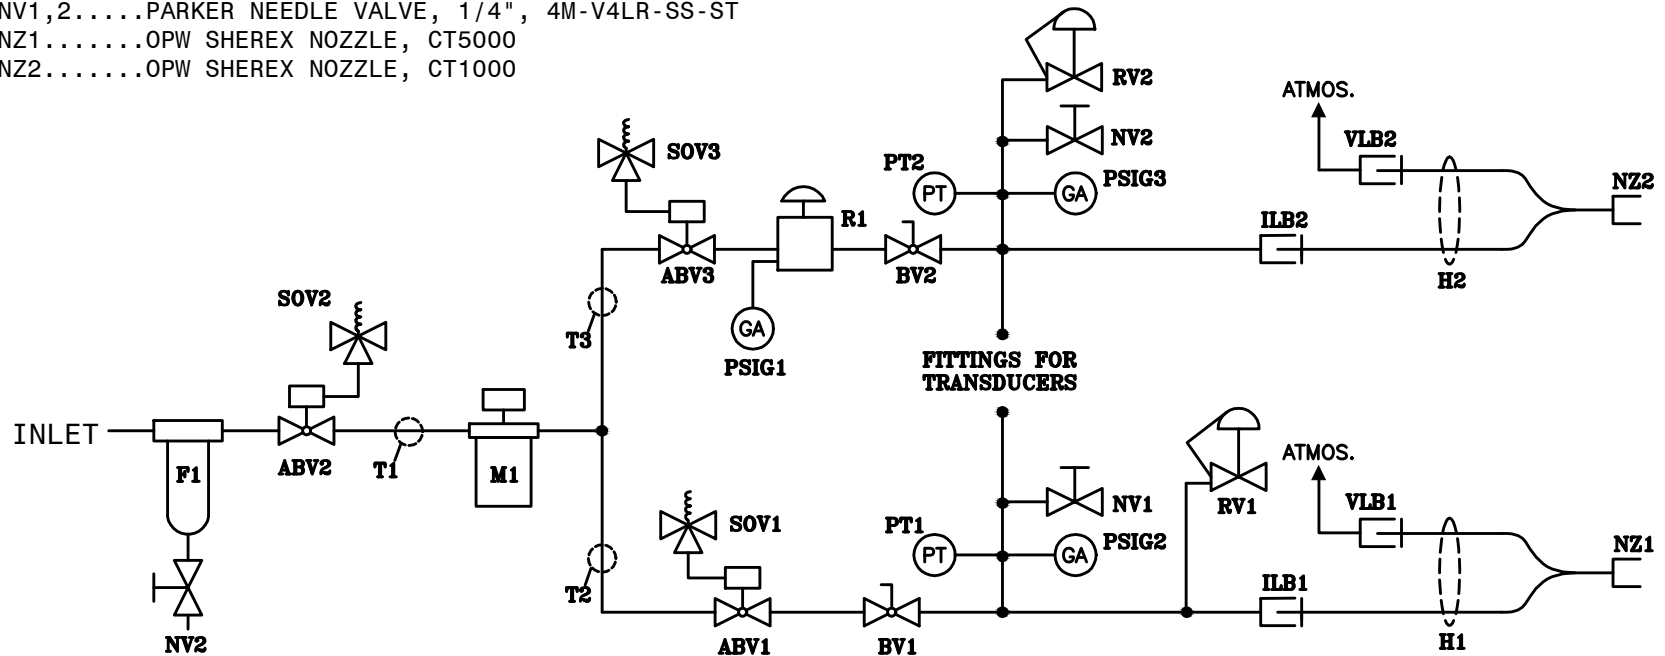 NV1,2.....PARKER NEEDLE VALVE, 1/4", 4M-V4LR-SS-ST
NZ1.......OPW SHEREX NOZZLE, CT5000
NZ2.......OPW SHEREX NOZZLE, CT1000
RV2
ATMOS.
NV2
VLB2
SOV3
PT2
PT
GA
PSIG3
NZ2
R1
ILB2
ABV3
BV2
H2
SOV2
T3
GA
PSIG1
FITTINGS FOR
TRANSDUCERS
INLET
F1
ABV2
T1
M1
ATMOS.
RV1
NV1
VLB1
SOV1
PT1
PT
GA
PSIG2
NZ1
T2
ILB1
NV2
ABV1
BV1
H1